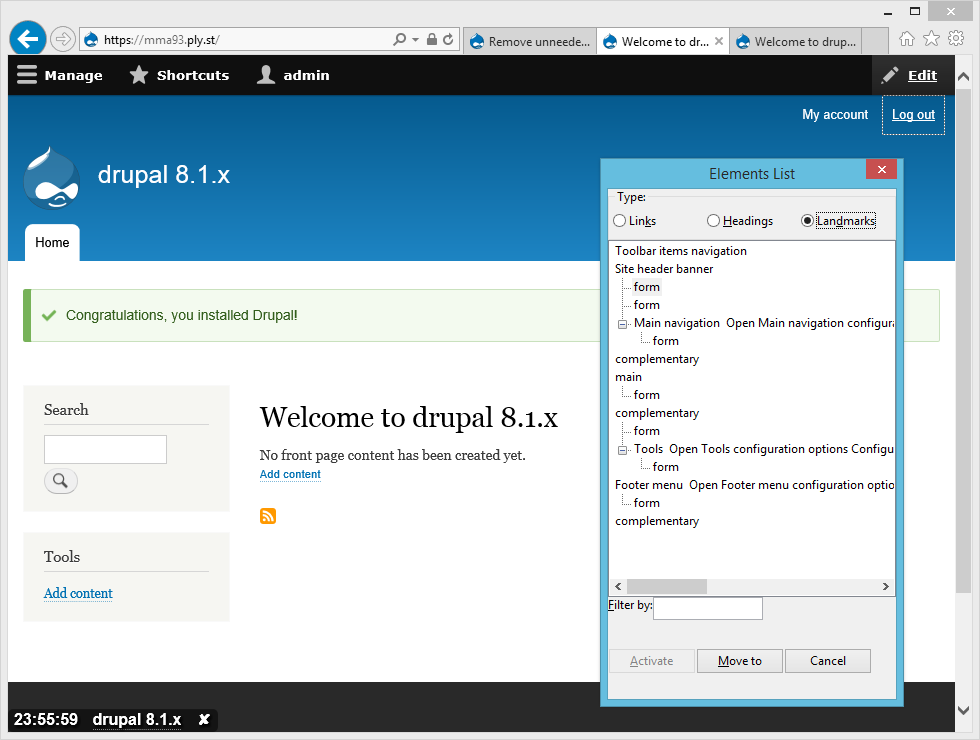 https://mma93.ply.st/
Remove unneede...
Welcome to dr...
Welcome to drup...
Manage
Shortcuts
admin
Edit
My account
Log out
drupal 8.1.x
Home
Congratulations, you installed Drupal!
Search
Welcome to drupal 8.1.x
No front page content has been created yet.
Add content
Tools
Add content
Elements List
Type:
Links
Headings
Landmarks
Toolbar items navigation
Site header banner
form
form
Main navigation Open Main navigation configura
form
complementary
main
form
complementary
form
Tools Open Tools configuration options Configu
form
Footer menu Open Footer menu configuration optio
form
complementary
Filter by:
Activate
Move to
Cancel
23:55:59 drupal 8.1.x ✘